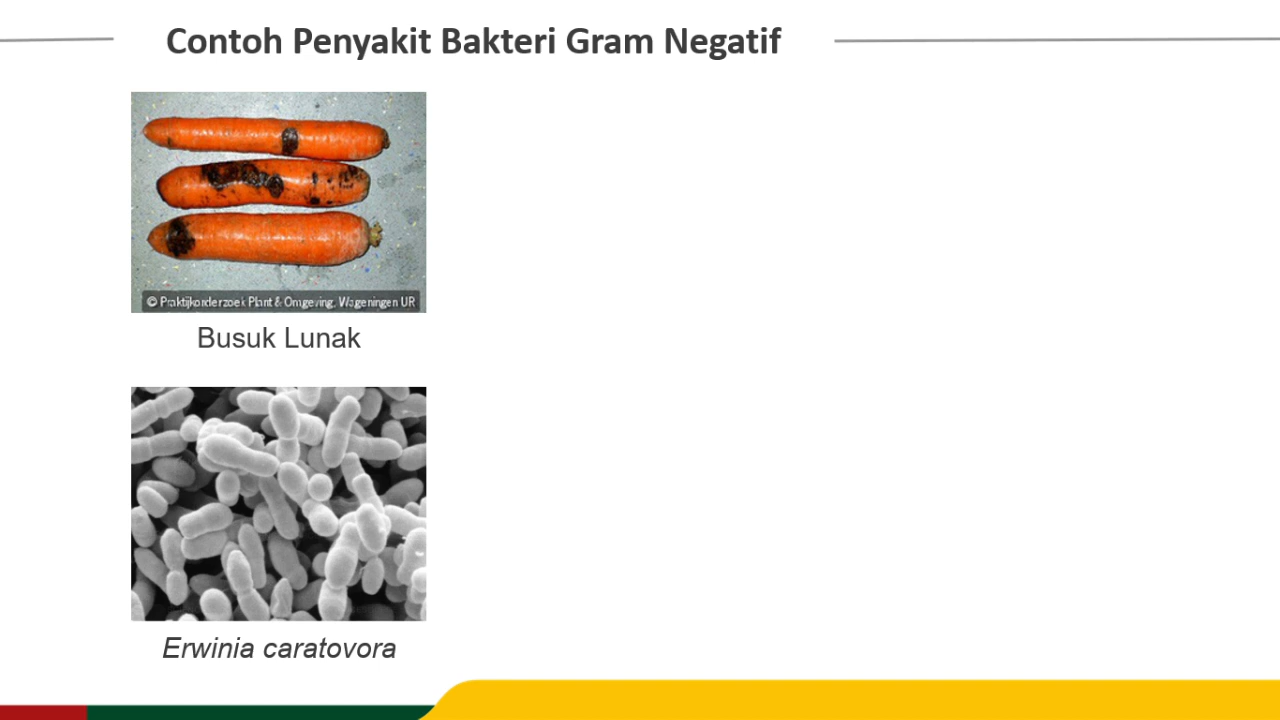 Contoh Penyakit Bakteri Gram Negatif
© Praktijkonderzoek Plant & Omgeving, Wageningen UR
Busuk Lunak
Erwinia caratovora